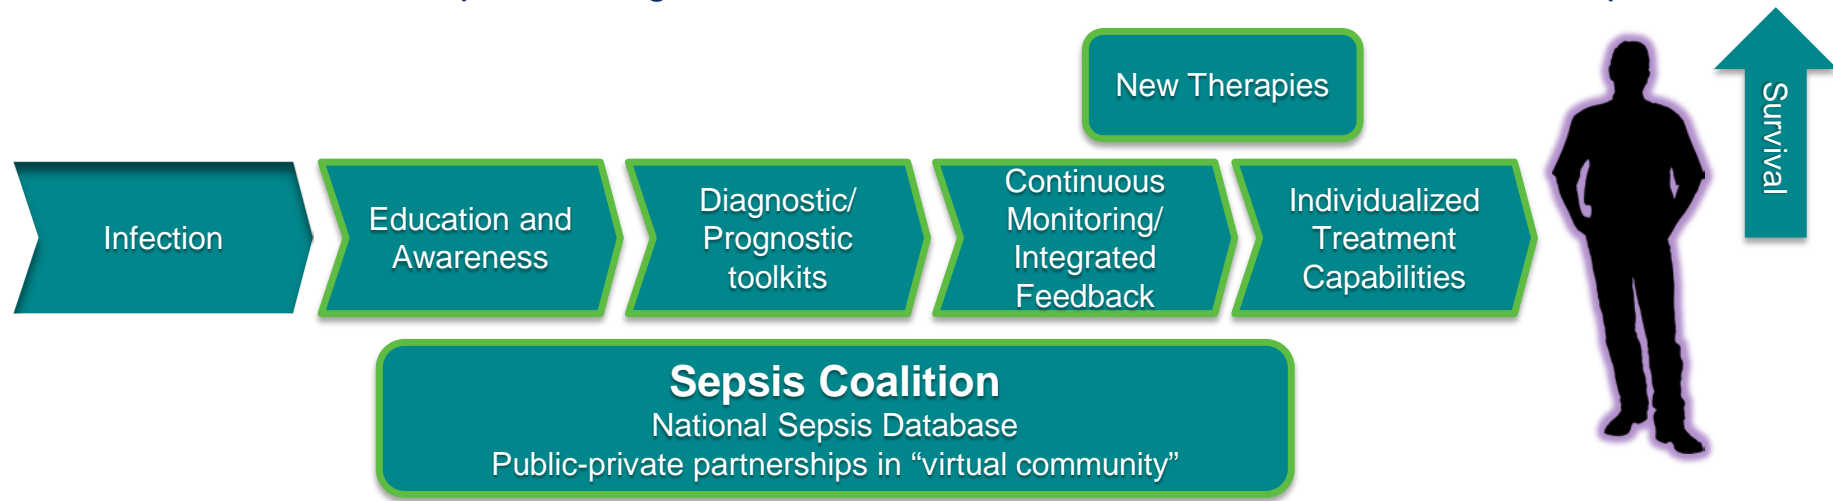 New Therapies
Survival
Infection
Education and
Awareness
Diagnostic/
Prognostic
toolkits
Continuous
Monitoring/
Integrated
Feedback
Individualized
Treatment
Capabilities
Sepsis Coalition
National Sepsis Database
Public-private partnerships in “virtual community”